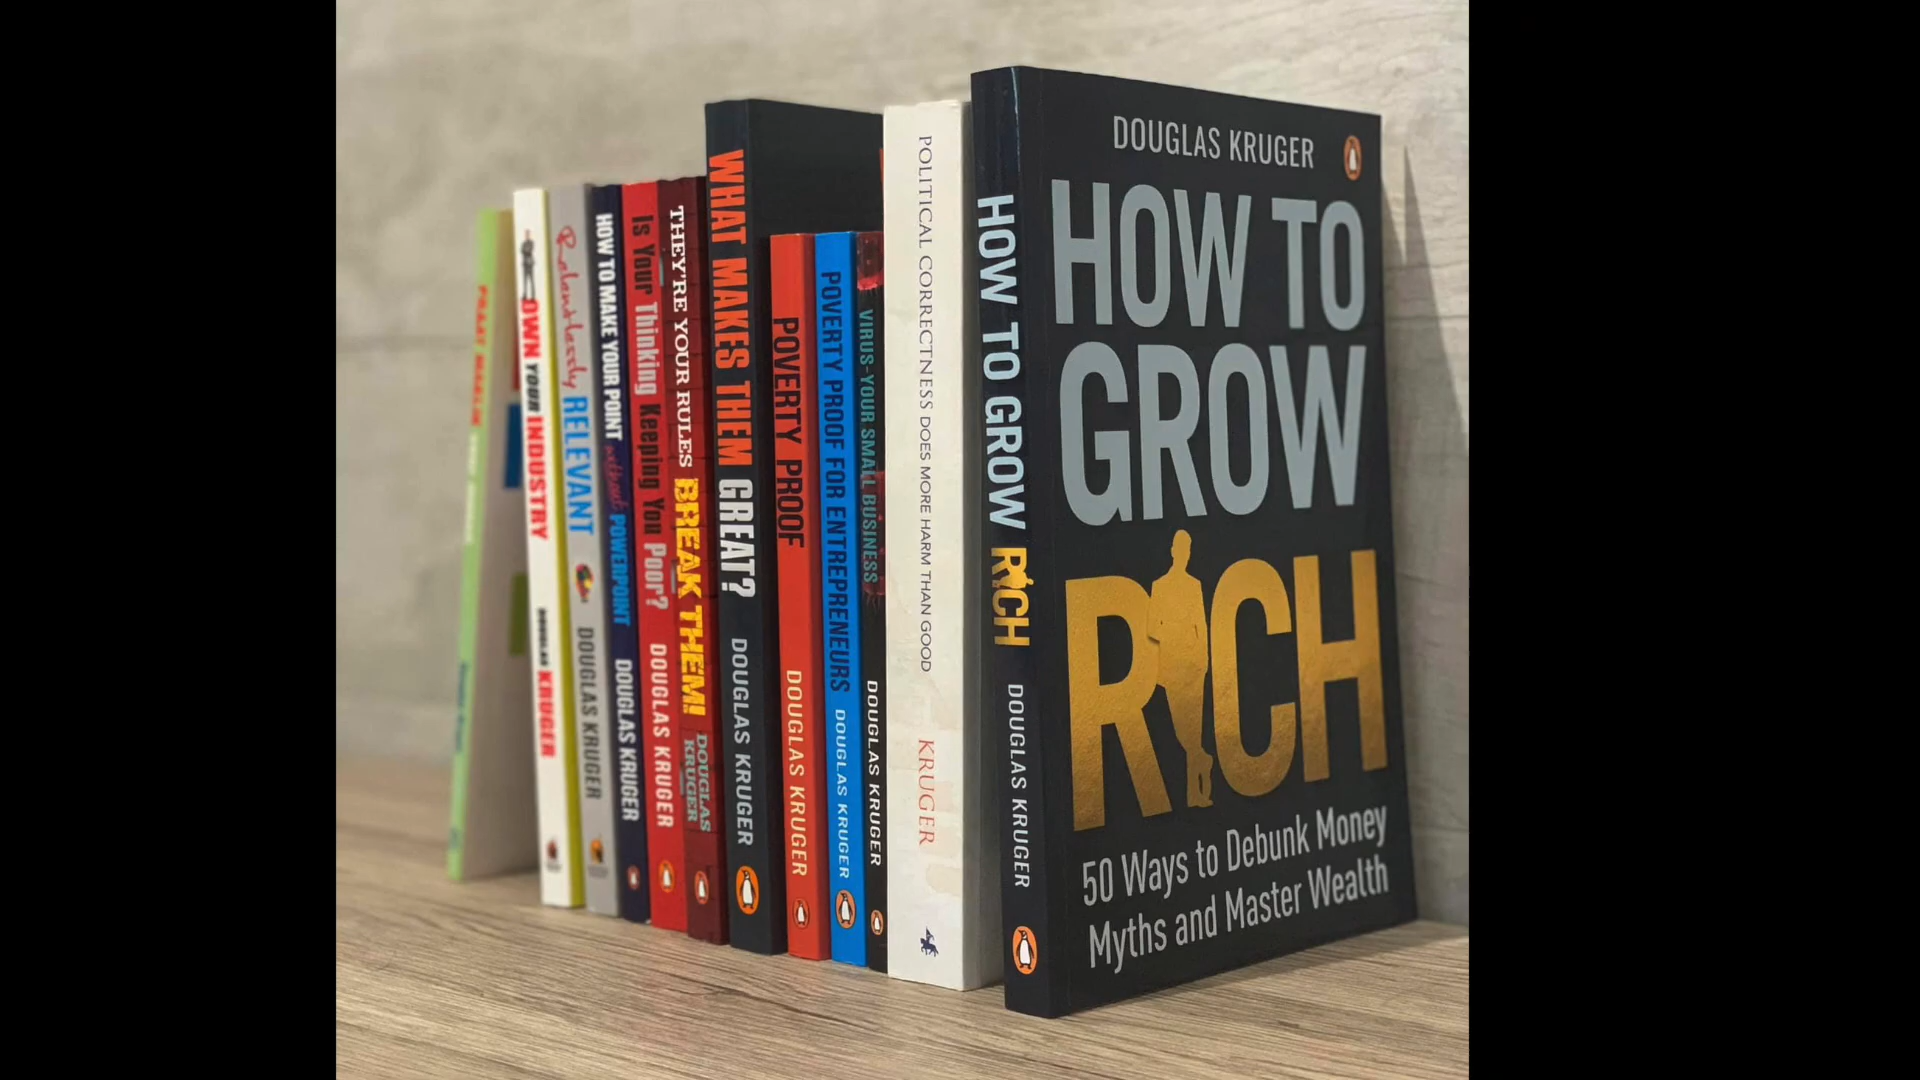 OWN YOUR INDUSTRY
DOUGLAS KRUGER
Relentlessly RELEVANT
DOUGLAS KRUGER
HOW TO MAKE YOUR POINT without POWERPOINT
DOUGLAS KRUGER
Is Your Thinking Keeping You Poor?
DOUGLAS KRUGER
THEY'RE YOUR RULES BREAK THEM!
DOUGLAS
KRUGER
WHAT MAKES THEM GREAT?
DOUGLAS KRUGER
POVERTY PROOF
DOUGLAS KRUGER
POVERTY PROOF FOR ENTREPRENEURS
DOUGLAS KRUGER
VIRUS-YOUR SMALL BUSINESS
DOUGLAS KRUGER
POLITICAL CORRECTNESS DOES MORE HARM THAN GOOD
KRUGER
HOW TO GROW RICH
DOUGLAS KRUGER
DOUGLAS KRUGER
HOW TO
GROW
RICH
50 Ways to Debunk Money
Myths and Master Wealth